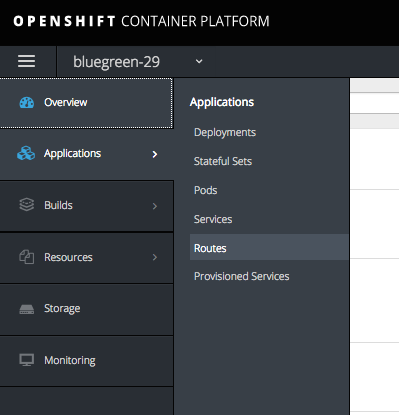 OPENSHIFT CONTAINER PLATFORM
bluegreen-29
Overview
Applications
Builds
Resources
Storage
Monitoring
Applications
Deployments
Stateful Sets
Pods
Services
Routes
Provisioned Services